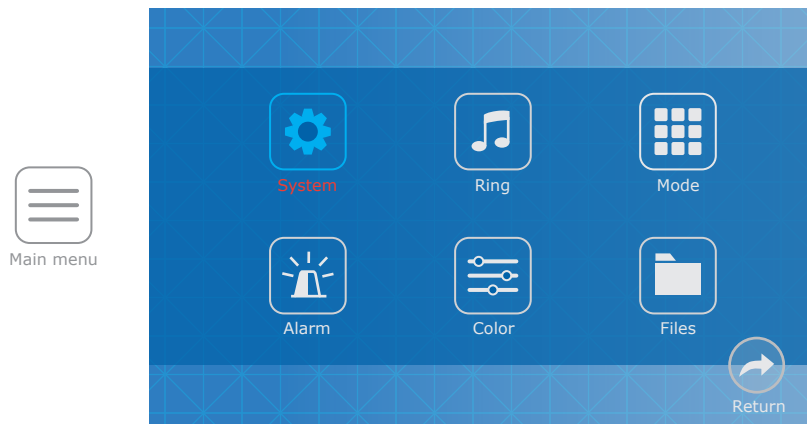 System
Ring
Mode
Main menu
Alarm
Color
Files
Return